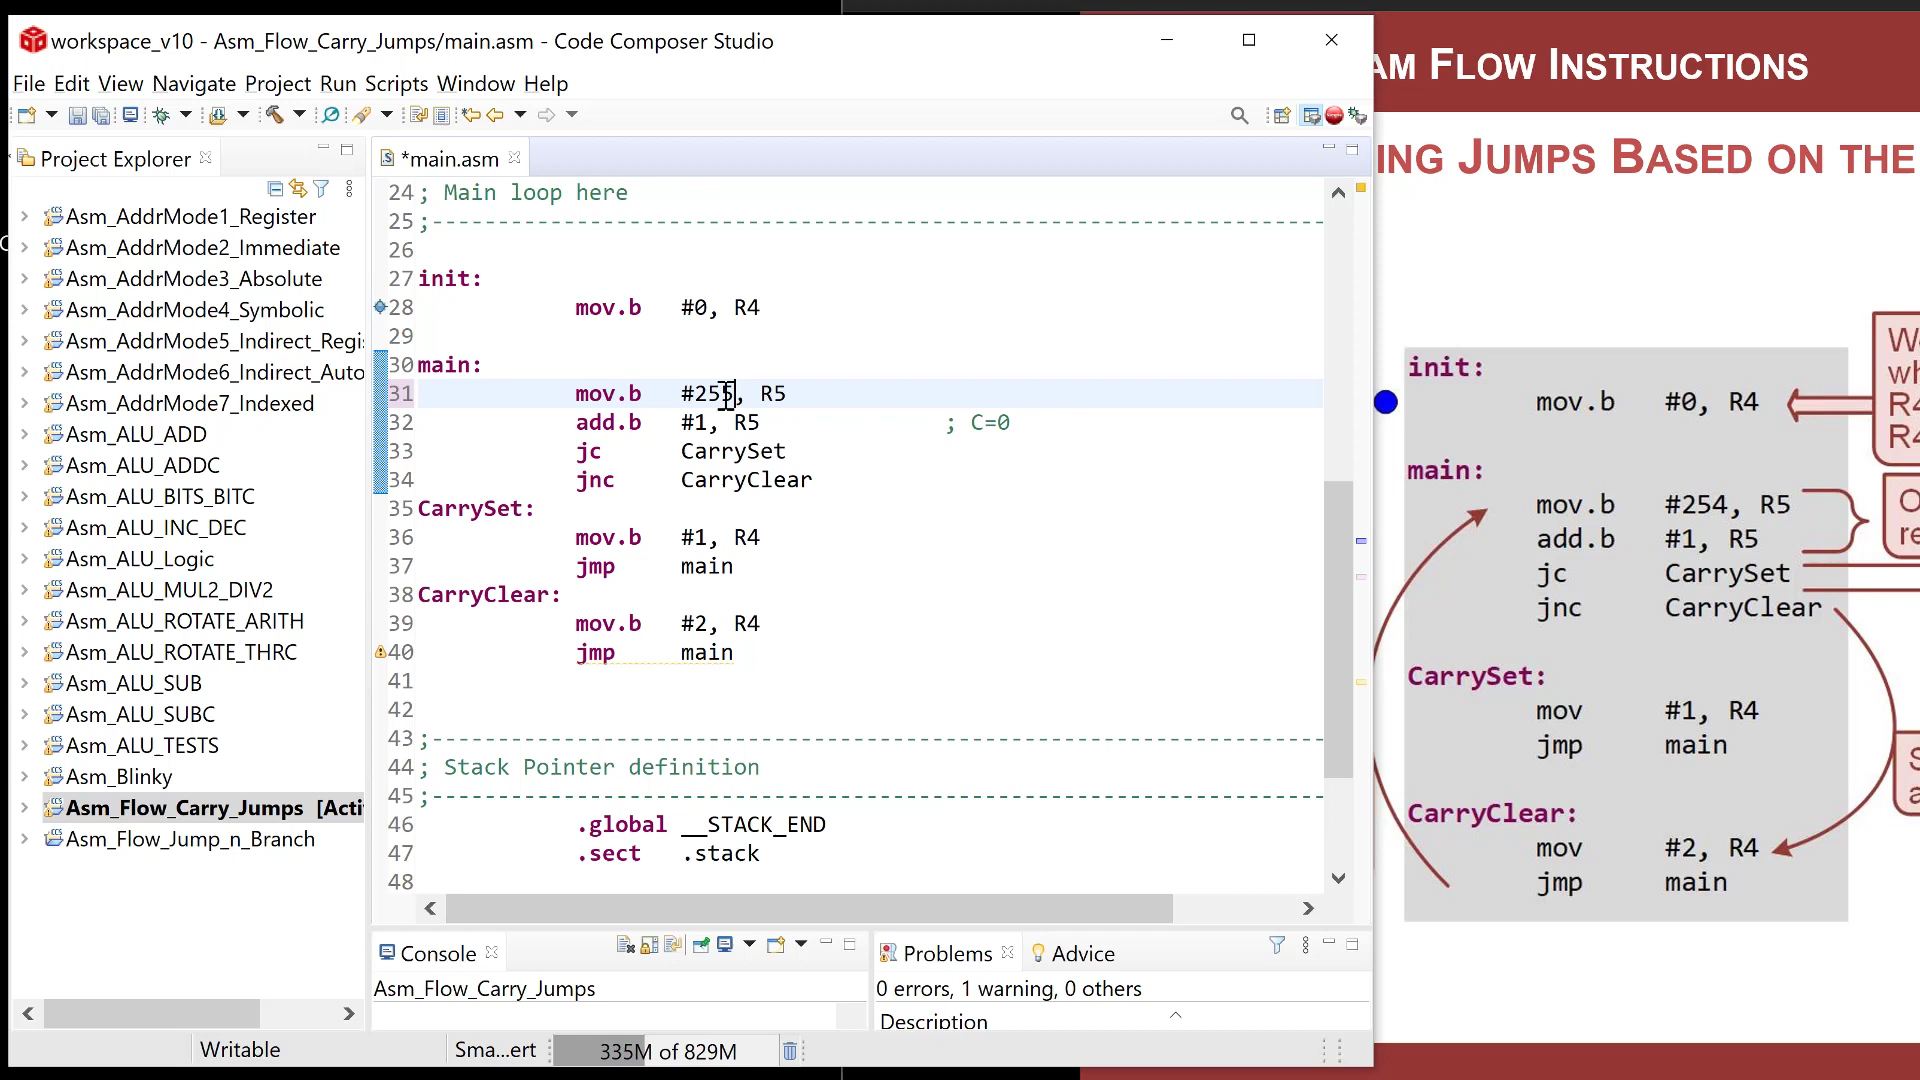 workspace_v10 - Asm_Flow_Carry_Jumps/main.asm - Code Composer Studio
File Edit View Navigate Project Run Scripts Window Help
Project Explorer
Asm_AddrMode1_Register
Asm_AddrMode2_Immediate
Asm_AddrMode3_Absolute
Asm_AddrMode4_Symbolic
Asm_AddrMode5_Indirect_Regi
Asm_AddrMode6_Indirect_Auto
Asm_AddrMode7_Indexed
Asm_ALU_ADD
Asm_ALU_ADDC
Asm_ALU_BITS_BITC
Asm_ALU_INC_DEC
Asm_ALU_Logic
Asm_ALU_MUL2_DIV2
Asm_ALU_ROTATE_ARITH
Asm_ALU_ROTATE_THRC
Asm_ALU_SUB
Asm_ALU_SUBC
Asm_ALU_TESTS
Asm_Blinky
Asm_Flow_Carry_Jumps [Acti
Asm_Flow_Jump_n_Branch
*main.asm
24 ; Main loop here
25 ;---------------------------------------------------------------------
26
27 init:
28 mov.b #0, R4
29
30 main:
31 mov.b #255, R5
32 add.b #1, R5 ; C=0
33 jc CarrySet
34 jnc CarryClear
35 CarrySet:
36 mov.b #1, R4
37 jmp main
38 CarryClear:
39 mov.b #2, R4
40 jmp main
41
42
43 ;---------------------------------------------------------------------
44 ; Stack Pointer definition
45 ;---------------------------------------------------------------------
46 .global __STACK_END
47 .sect .stack
48
Console
Asm_Flow_Carry_Jumps
Problems
Advice
0 errors, 1 warning, 0 others
Description
Writable
Sma...ert
335M of 829M
AM FLOW INSTRUCTIONS
ING JUMPS BASED ON THE
init:
mov.b #0, R4
main:
mov.b #254, R5
add.b #1, R5
jc CarrySet
jnc CarryClear
CarrySet:
mov #1, R4
jmp main
CarryClear:
mov #2, R4
jmp main
wh
R4
R4
re